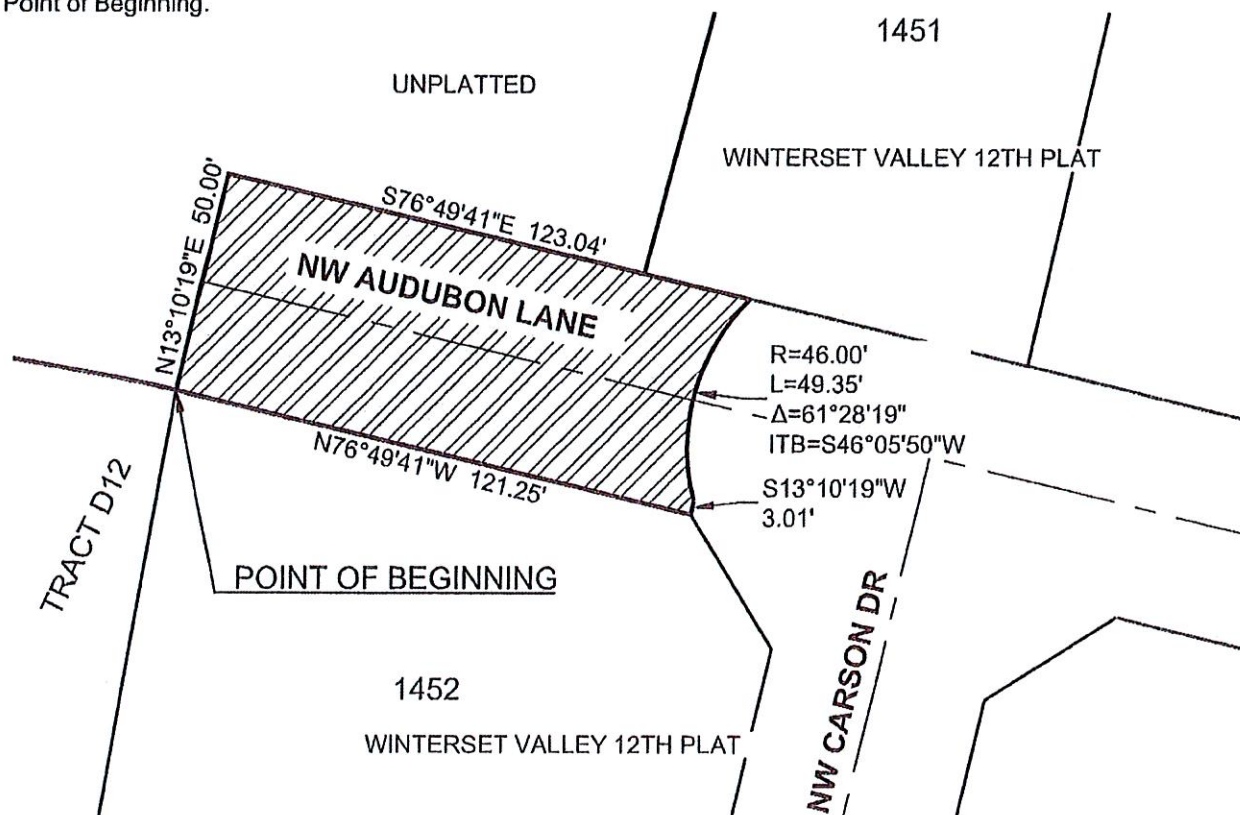 Point of Beginning.
1451
UNPLATTED
WINTERSET VALLEY 12TH PLAT
N13°10'19"E 50.00'
S76°49'41"E 123.04'
NW AUDUBON LANE
R=46.00'
L=49.35'
Δ=61°28'19"
ITB=S46°05'50"W
N76°49'41"W 121.25'
S13°10'19"W
3.01'
TRACT D12
POINT OF BEGINNING
NW CARSON DR
1452
WINTERSET VALLEY 12TH PLAT